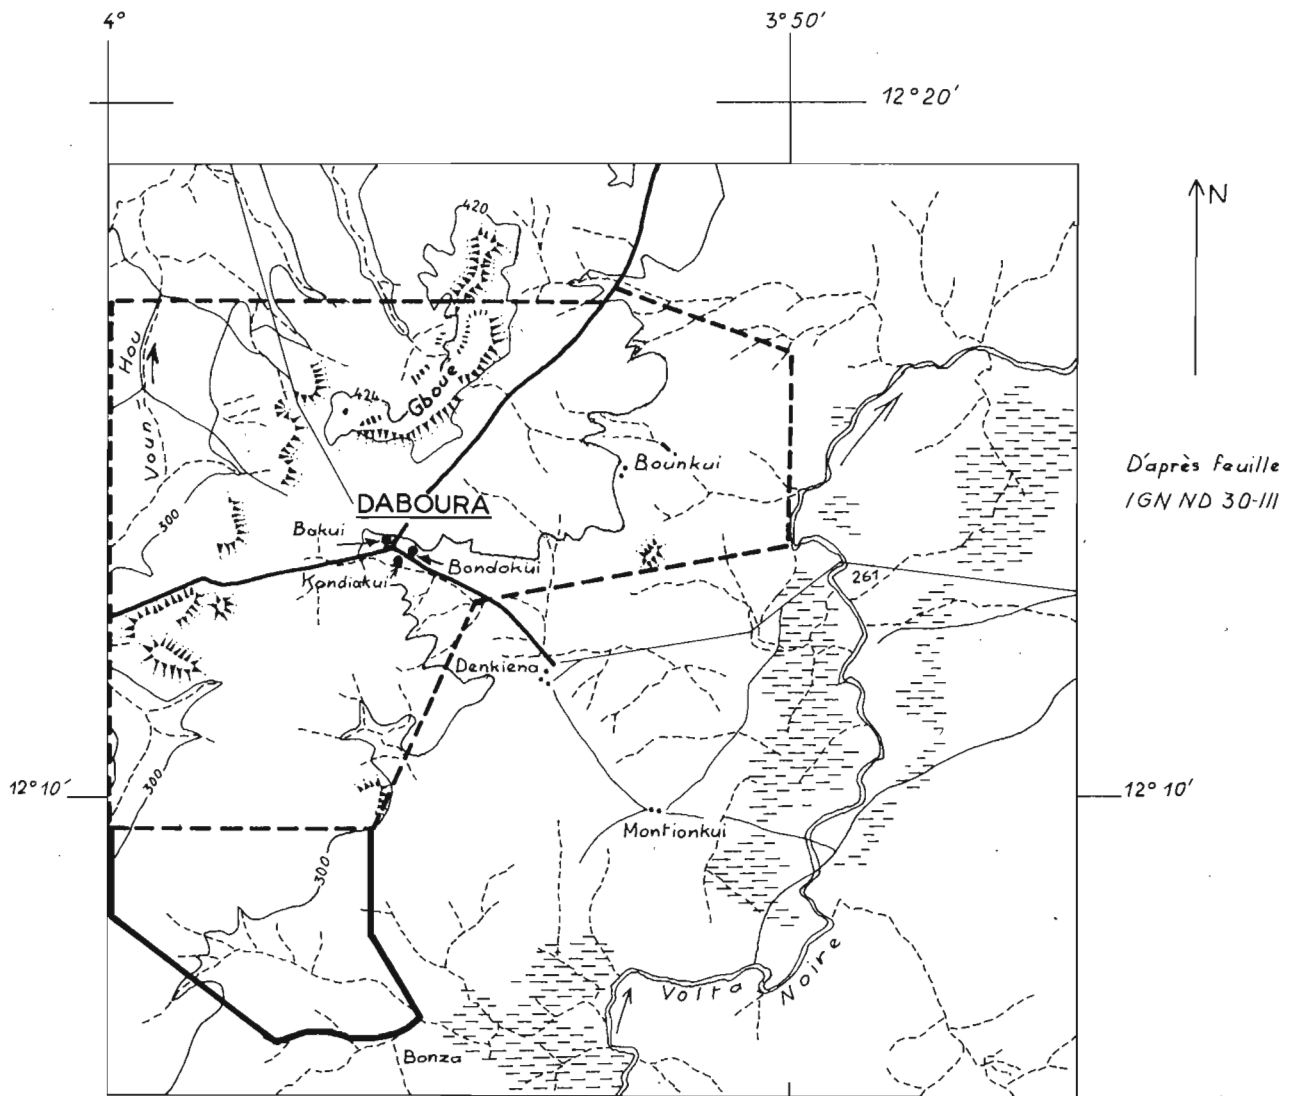 4°
3°50'
12°20'
N
420
Hou
Voun
424
Gboue
Bounkui
D'après feuille
IGN ND 30-III
DABOURA
300
Bakui
Bondokui
Kondiakui
261
Denkiena
300
12°10'
12°10'
Montionkui
300
Volta Noire
Bonza